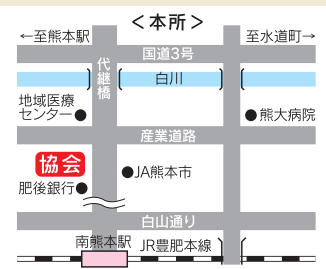 ＜本所＞
←至熊本駅
至水道町→
国道3号
代継橋
白川
地域医療
センター●
●熊大病院
産業道路
協会
●JA熊本市
肥後銀行●
白山通り
南熊本駅
JR豊肥本線